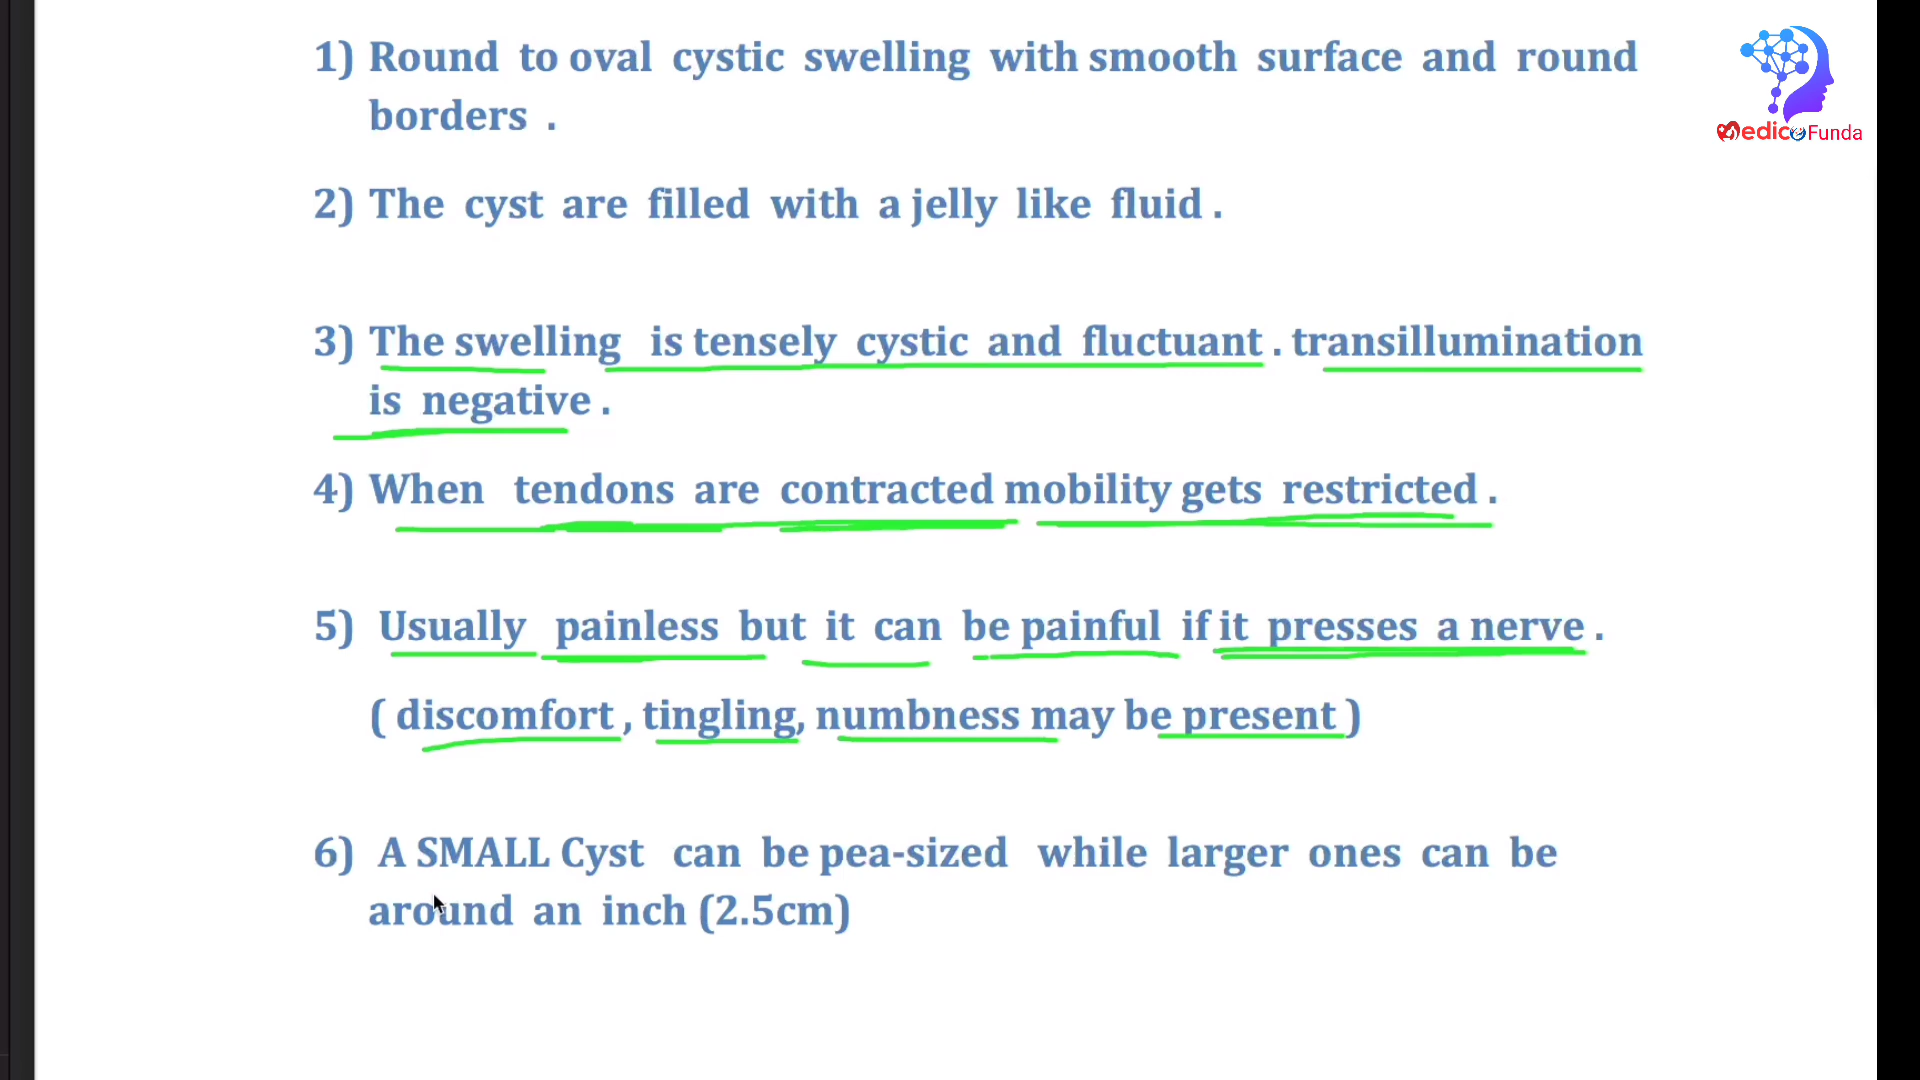 1) Round to oval cystic swelling with smooth surface and round
borders .
MedicoFunda
2) The cyst are filled with a jelly like fluid .
3) The swelling is tensely cystic and fluctuant . transillumination
is negative .
4) When tendons are contracted mobility gets restricted .
5) Usually painless but it can be painful if it presses a nerve .
( discomfort , tingling, numbness may be present )
6) A SMALL Cyst can be pea-sized while larger ones can be
around an inch (2.5cm)